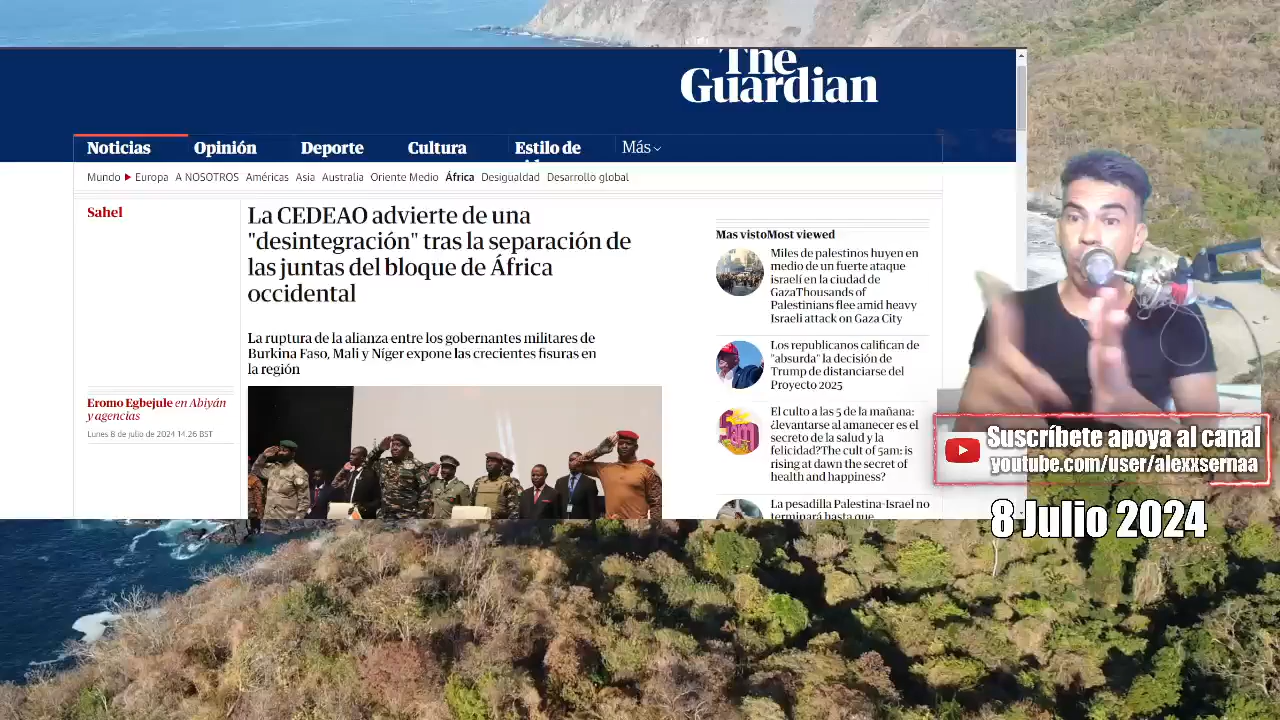 The
Guardian
Noticias
Opinión
Deporte
Cultura
Estilo de
Más
Mundo
Europa
A NOSOTROS
Américas
Asia
Australia
Oriente Medio
África
Desigualdad
Desarrollo global
Sahel
La CEDEAO advierte de una
"desintegración" tras la separación de
las juntas del bloque de África
occidental
La ruptura de la alianza entre los gobernantes militares de
Burkina Faso, Mali y Níger expone las crecientes fisuras en
la región
Eromo Egbejule en Abiyán
y agencias
Lunes 8 de julio de 2024 14.26 BST
Mas vistoMost viewed
Miles de palestinos huyen en
medio de un fuerte ataque
israelí en la ciudad de
GazaThousands of
Palestinians flee amid heavy
Israeli attack on Gaza City
Los republicanos califican de
"absurda" la decisión de
Trump de distanciarse del
Proyecto 2025
El culto a las 5 de la mañana:
¿levantarse al amanecer es el
secreto de la salud y la
felicidad?The cult of 5am: is
rising at dawn the secret of
health and happiness?
5am
La pesadilla Palestina-Israel no
terminará hasta que
Suscríbete apoya al canal
youtube.com/user/alexxsernaa
8 Julio 2024